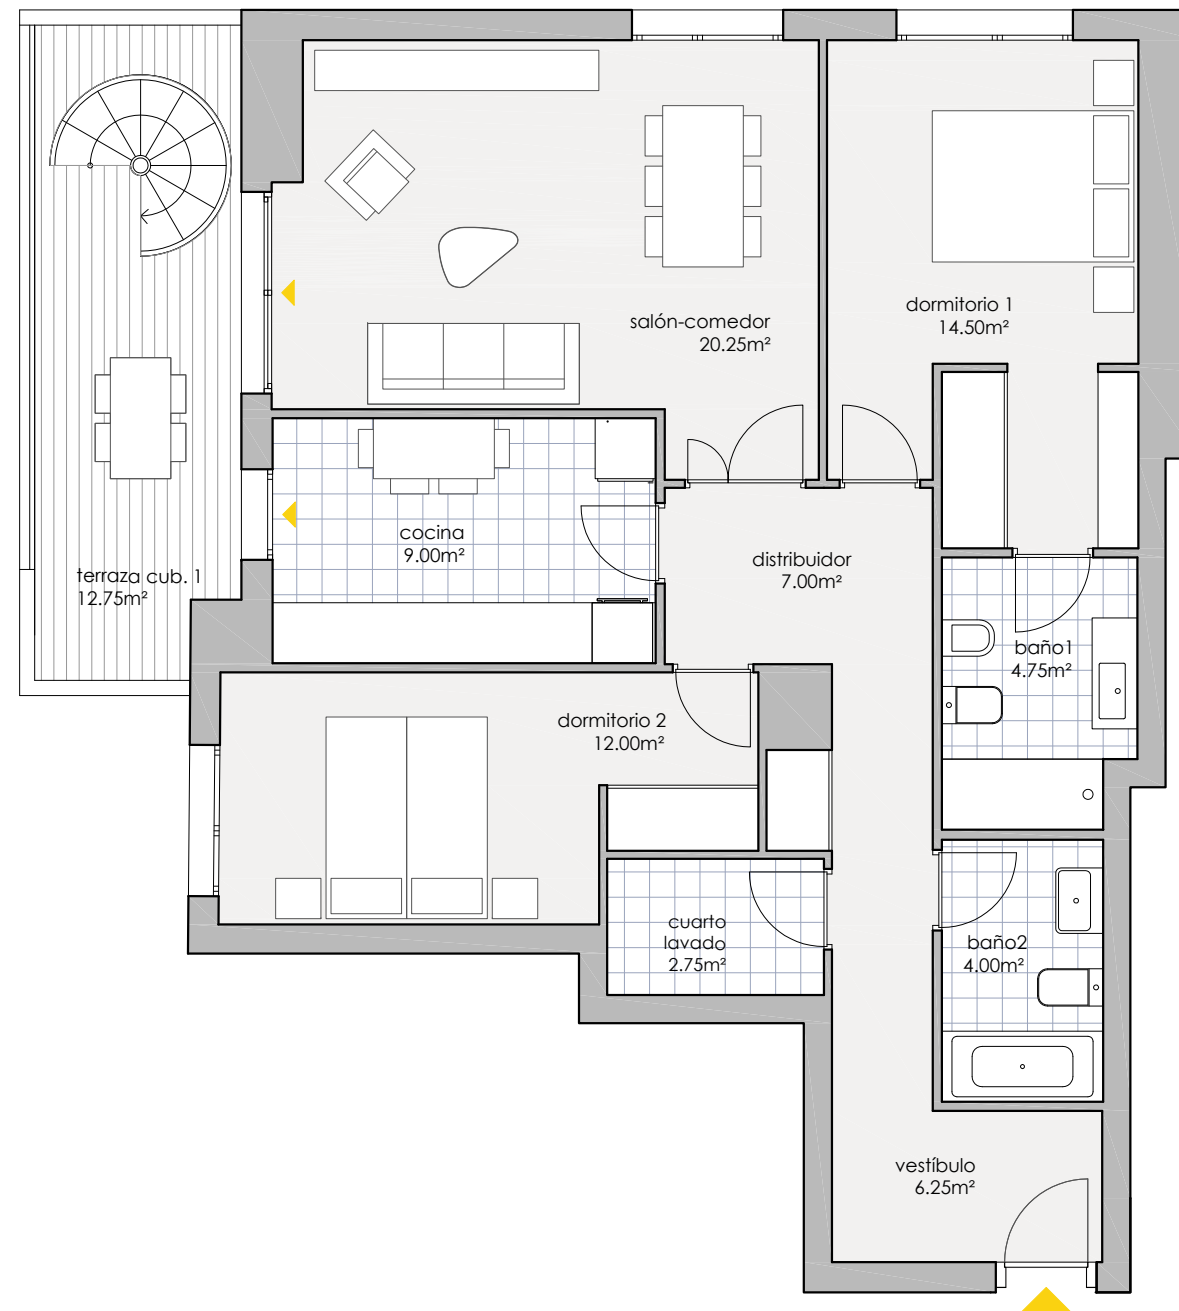 dormitorio 1
14.50m²
salón-comedor
20.25m²
cocina
9.00m²
distribuidor
7.00m²
terraza cub. 1
12.75m²
baño1
4.75m²
dormitorio 2
12.00m²
cuarto
lavado
2.75m²
baño2
4.00m²
vestíbulo
6.25m²